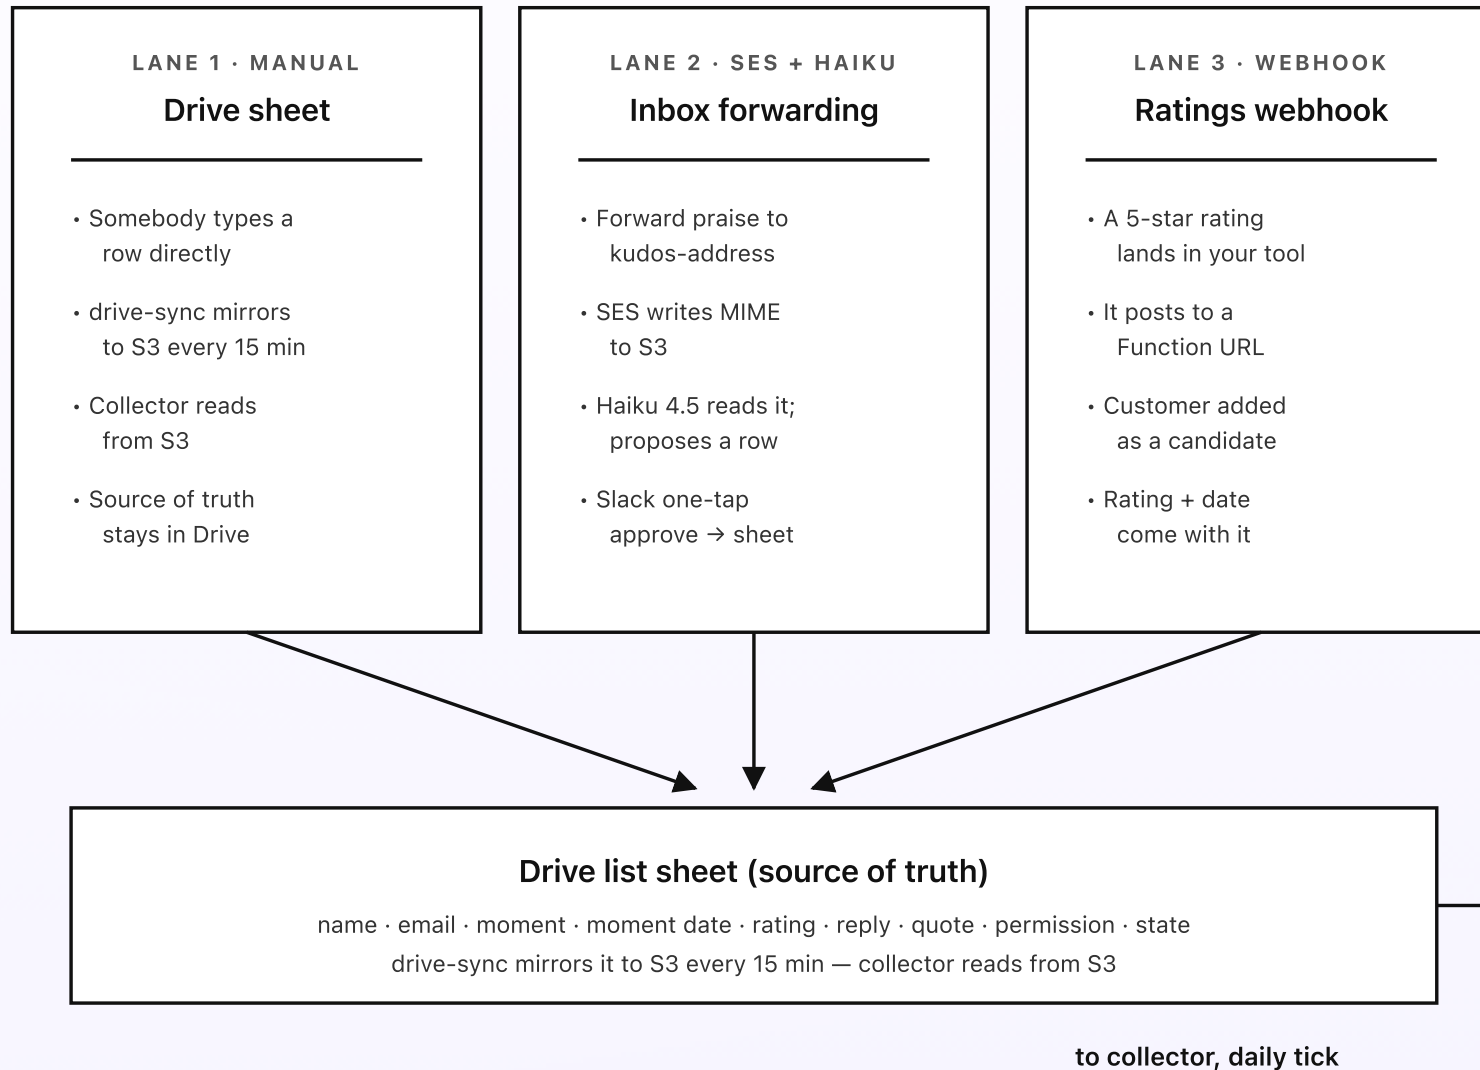 LANE 1 · MANUAL
Drive sheet
• Somebody types a
row directly
• drive-sync mirrors
to S3 every 15 min
• Collector reads
from S3
• Source of truth
stays in Drive
LANE 2 · SES + HAIKU
Inbox forwarding
• Forward praise to
kudos-address
• SES writes MIME
to S3
• Haiku 4.5 reads it;
proposes a row
• Slack one-tap
approve → sheet
LANE 3 · WEBHOOK
Ratings webhook
• A 5-star rating
lands in your tool
• It posts to a
Function URL
• Customer added
as a candidate
• Rating + date
come with it
Drive list sheet (source of truth)
name · email · moment · moment date · rating · reply · quote · permission · state
drive-sync mirrors it to S3 every 15 min — collector reads from S3
to collector, daily tick